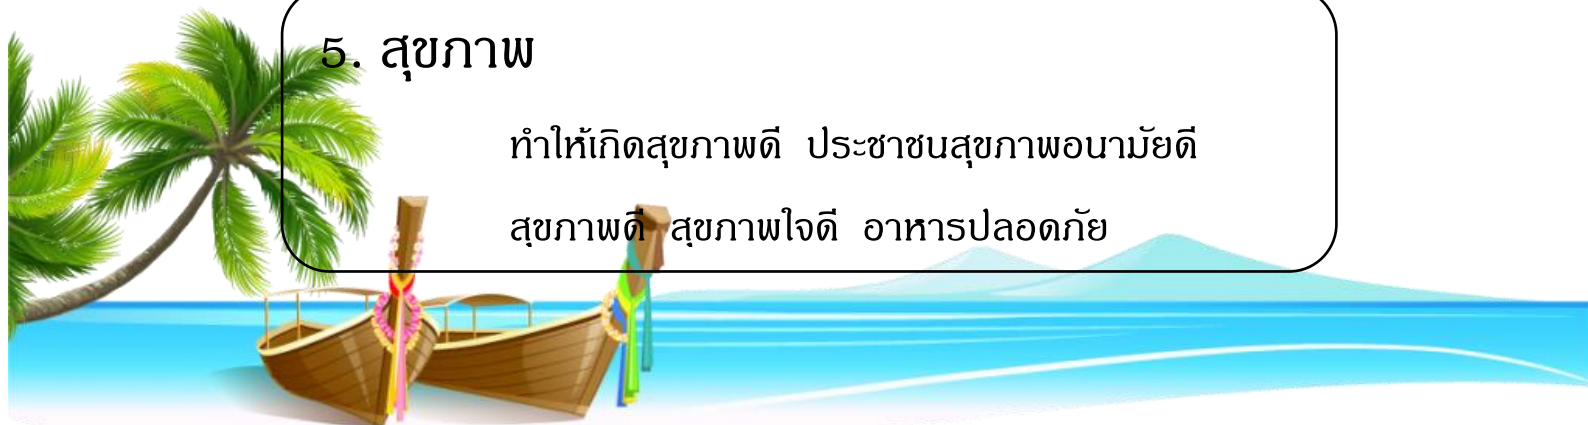 5. สุขภาพ
ทำให้เกิดสุขภาพดี ประชาชนสุขภาพอนามัยดี
สุขภาพดี สุขภาพใจดี อาหารปลอดภัย